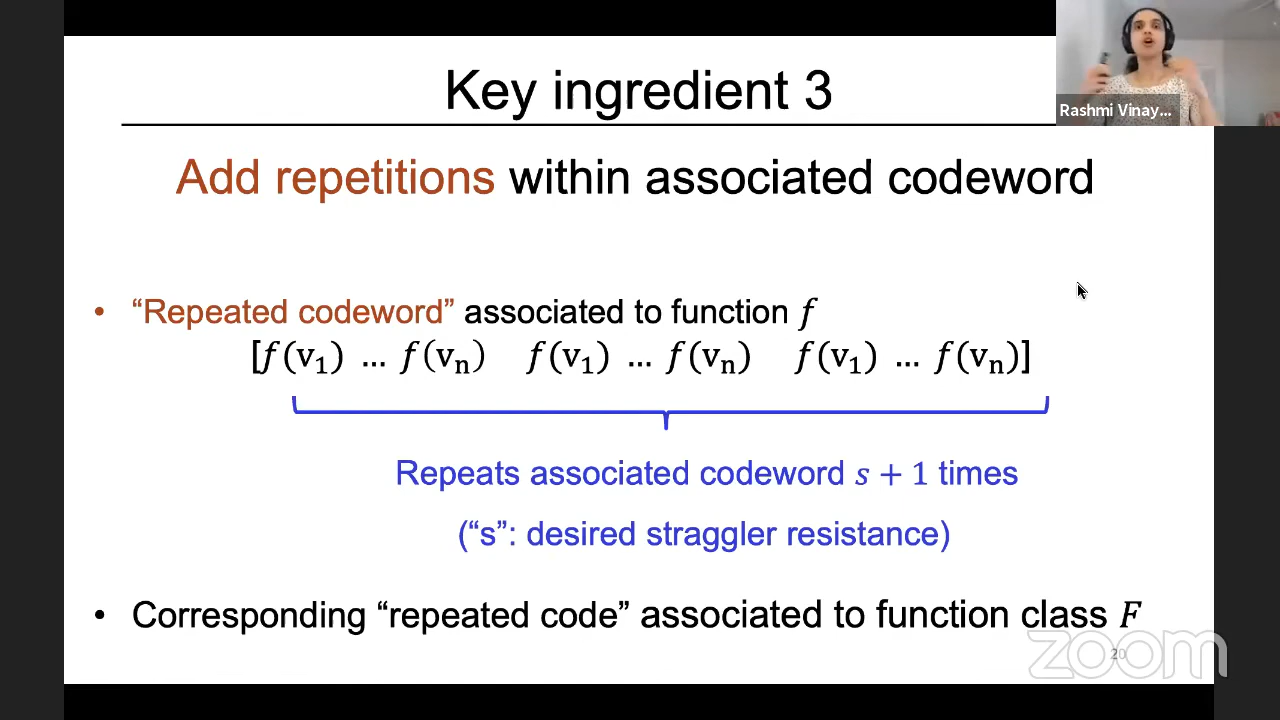 Key ingredient 3
Rashmi Vinay...
Add repetitions within associated codeword
• “Repeated codeword” associated to function f
[f(v₁) … f(vₙ) f(v₁) … f(vₙ) f(v₁) … f(vₙ)]
Repeats associated codeword s + 1 times
(“s”: desired straggler resistance)
• Corresponding “repeated code” associated to function class F
20
zoom